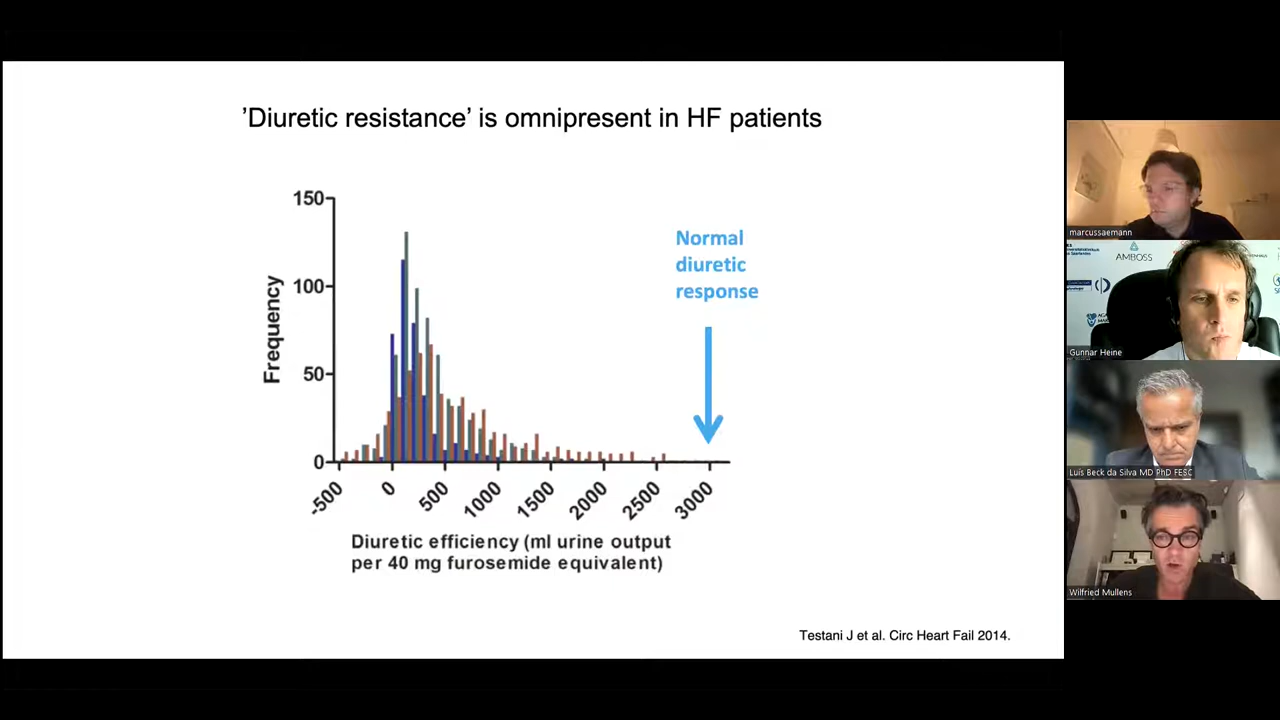 'Diuretic resistance' is omnipresent in HF patients
150
100
50
0
Frequency
-500
0
500
1000
1500
2000
2500
3000
Diuretic efficiency (ml urine output
per 40 mg furosemide equivalent)
Normal
diuretic
response
Testani J et al. Circ Heart Fail 2014.
marcussaemann
AMBOSS
Gunnar Heine
Luís Beck da Silva MD PhD FESC
Wilfried Mullens